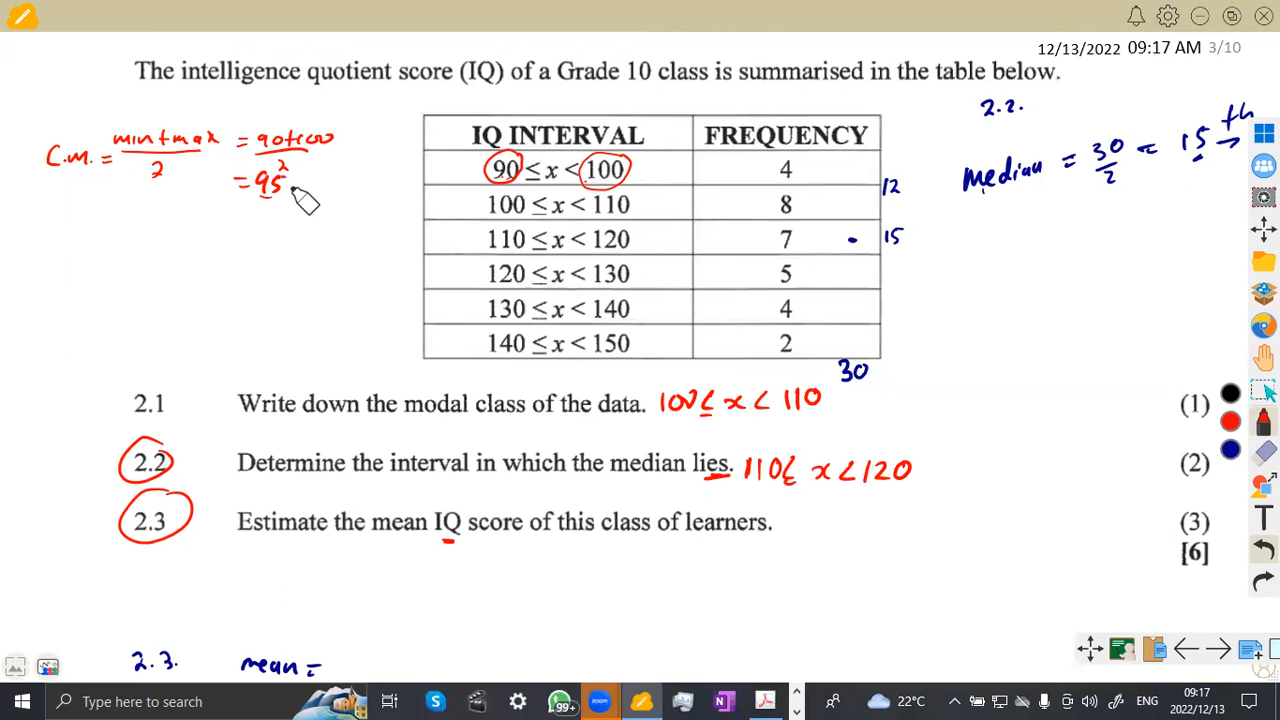 12/13/2022 09:17 AM 3/10
The intelligence quotient score (IQ) of a Grade 10 class is summarised in the table below.
2.2.
C.M. = min+max / 2 = 90+100 / 2
= 95
median = 30/2 = 15 th
IQ INTERVAL FREQUENCY
90 ≤ x < 100 4
12
100 ≤ x < 110 8
110 ≤ x < 120 7 15
120 ≤ x < 130 5
130 ≤ x < 140 4
140 ≤ x < 150 2
30
2.1 Write down the modal class of the data. 100 ≤ x < 110 (1)
2.2 Determine the interval in which the median lies. 110 ≤ x < 120 (2)
2.3 Estimate the mean IQ score of this class of learners. (3)
[6]
2.3. mean =
Type here to search
99+
22°C
ENG
09:17
2022/12/13